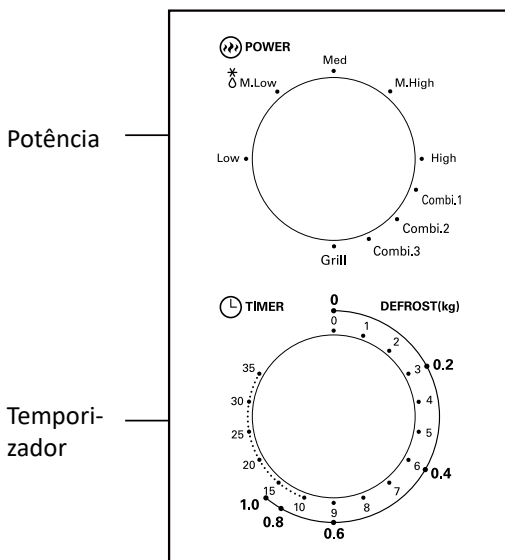 POWER
Med
M.Low
M.High
Potência
Low
High
Combi.1
Combi.2
Combi.3
Grill
TIMER
0
DEFROST(kg)
0
1
2
35
3
0.2
30
4
Tempori-
zador
25
5
20
6
0.4
15
7
1.0
10
9
8
0.8
0.6